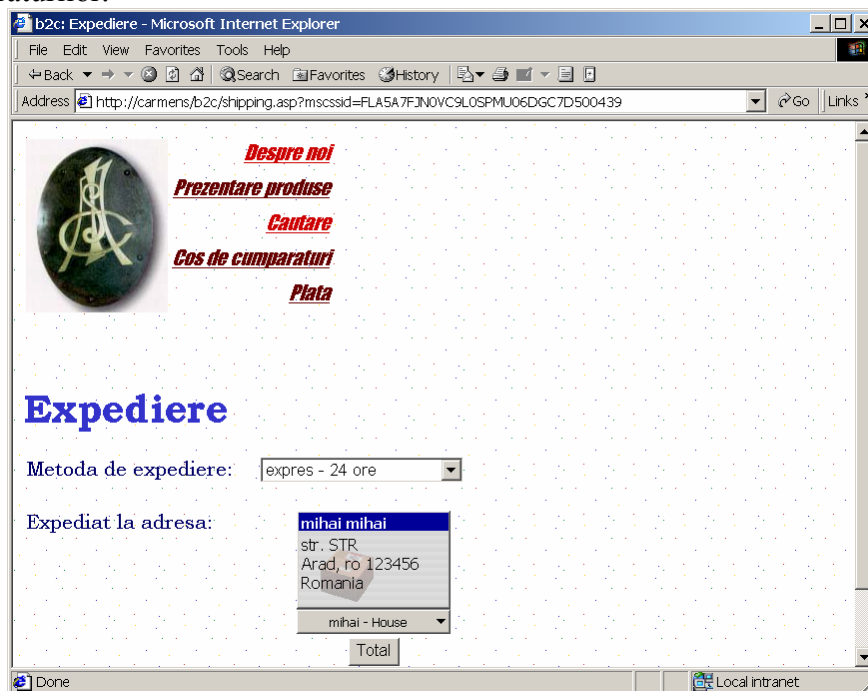 b2c: Expediere - Microsoft Internet Explorer
File Edit View Favorites Tools Help
Back Search Favorites History
Address http://carmens/b2c/shipping.asp?mscssid=FLA5A7FJN0VC9L0SPMU06DGC7D500439 Go Links
Despre noi
Prezentare produse
Cautare
Cos de cumparaturi
Plata
Expediere
Metoda de expediere: expres - 24 ore
Expediat la adresa: mihai mihai
str. STR
Arad, ro 123456
Romania
mihai - House
Total
Done Local intranet